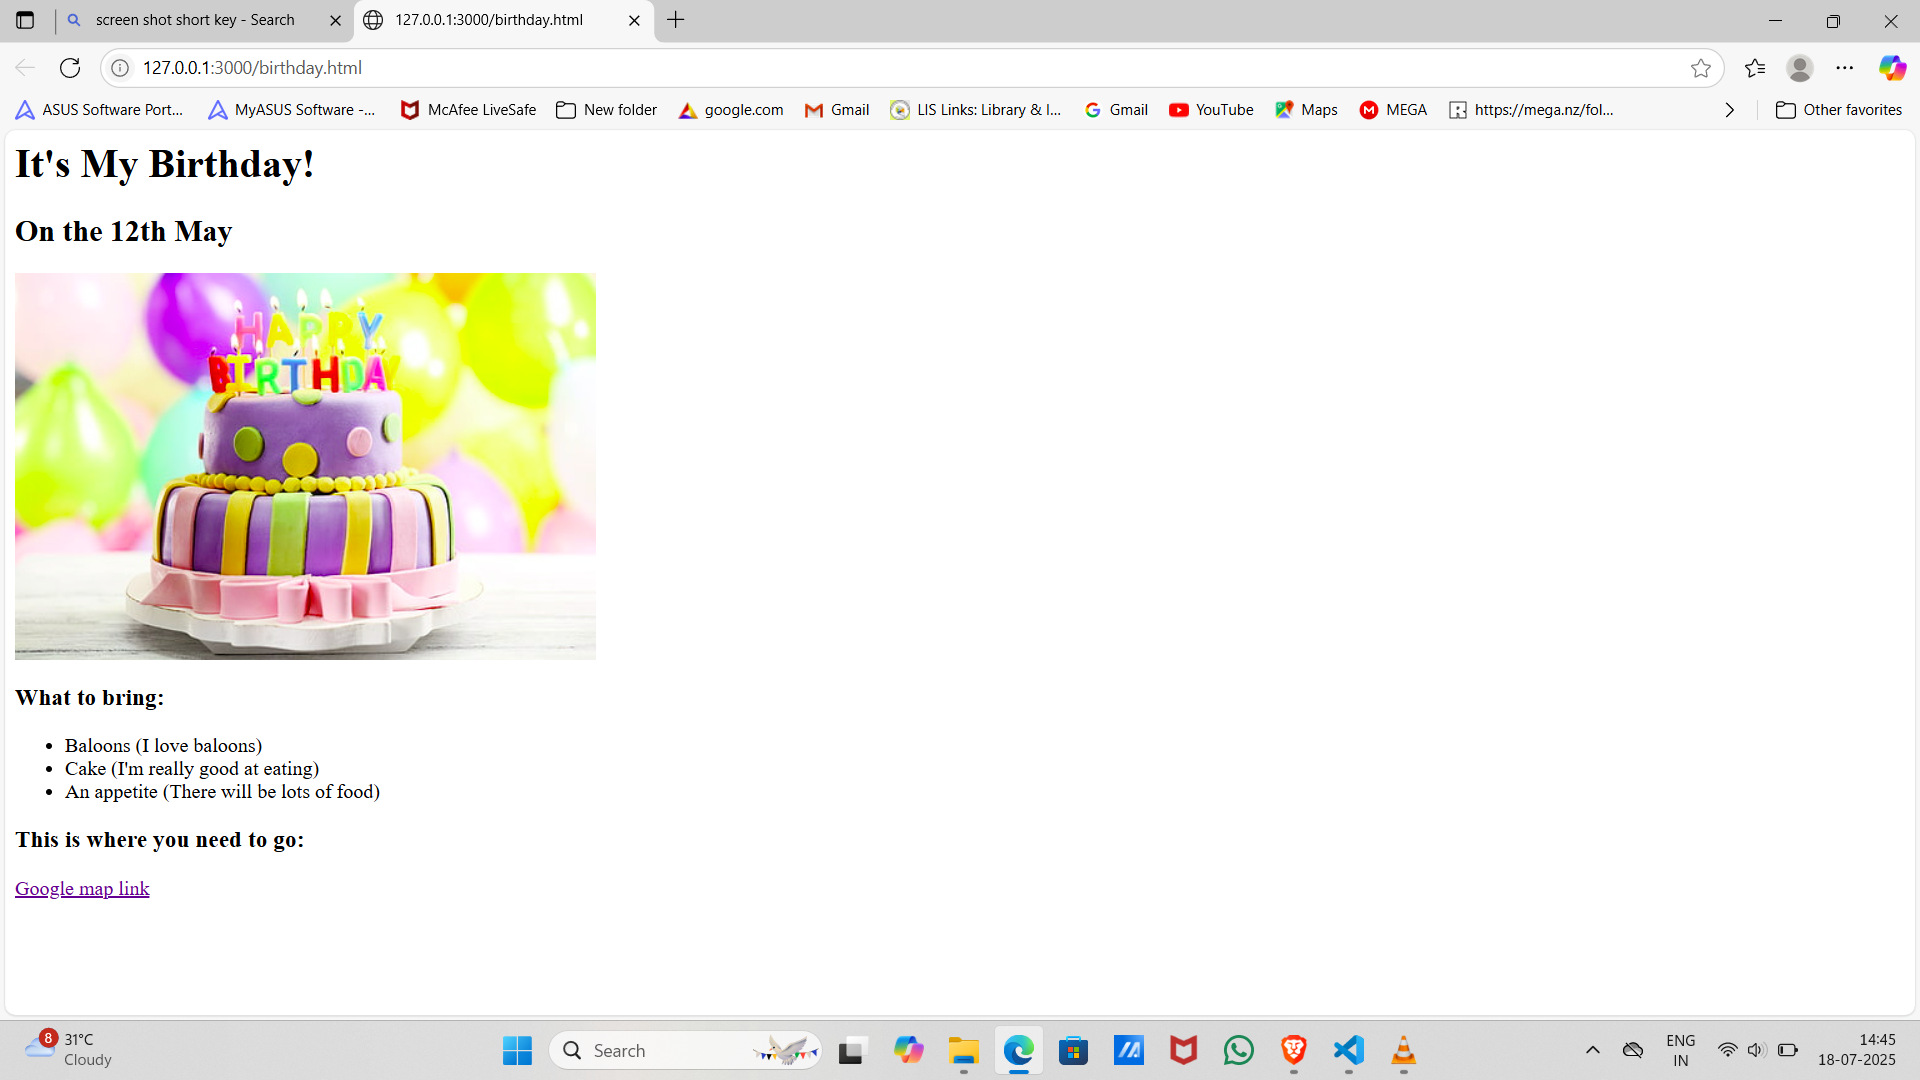 screen shot short key - Search
127.0.0.1:3000/birthday.html
127.0.0.1:3000/birthday.html
ASUS Software Port...
MyASUS Software -...
McAfee LiveSafe
New folder
google.com
Gmail
LIS Links: Library & I...
Gmail
YouTube
Maps
MEGA
https://mega.nz/fol...
Other favorites
It's My Birthday!
On the 12th May
HAPPY
BIRTHDAY
What to bring:
Baloons (I love baloons)
Cake (I'm really good at eating)
An appetite (There will be lots of food)
This is where you need to go:
Google map link
8
31°C
Cloudy
Search
ENG
IN
14:45
18-07-2025